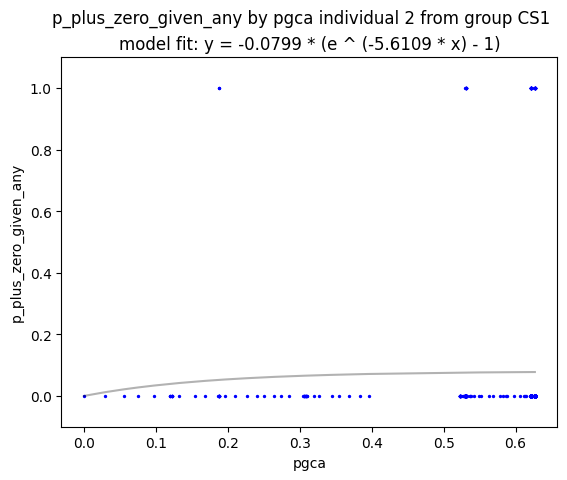 p_plus_zero_given_any by pgca individual 2 from group CS1
model fit: y = -0.0799 * (e ^ (-5.6109 * x) - 1)
1.0
0.8
0.6
0.4
0.2
0.0
p_plus_zero_given_any
0.0 0.1 0.2 0.3 0.4 0.5 0.6
pgca